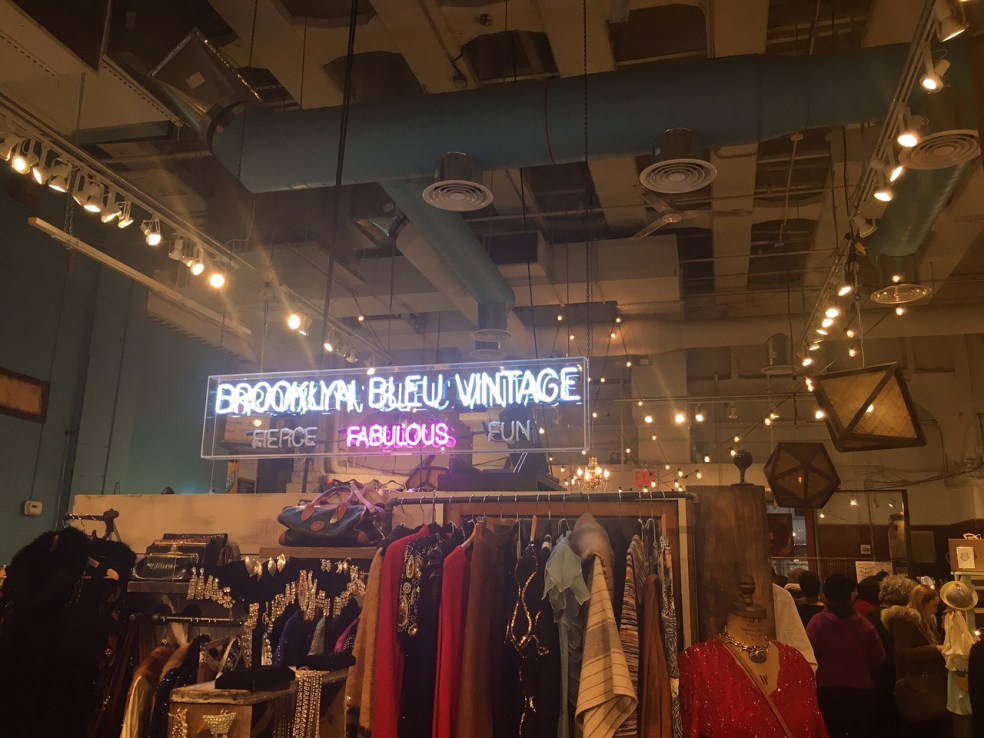 BROOKLYN BLEU VINTAGE
FIERCE FABULOUS FUN